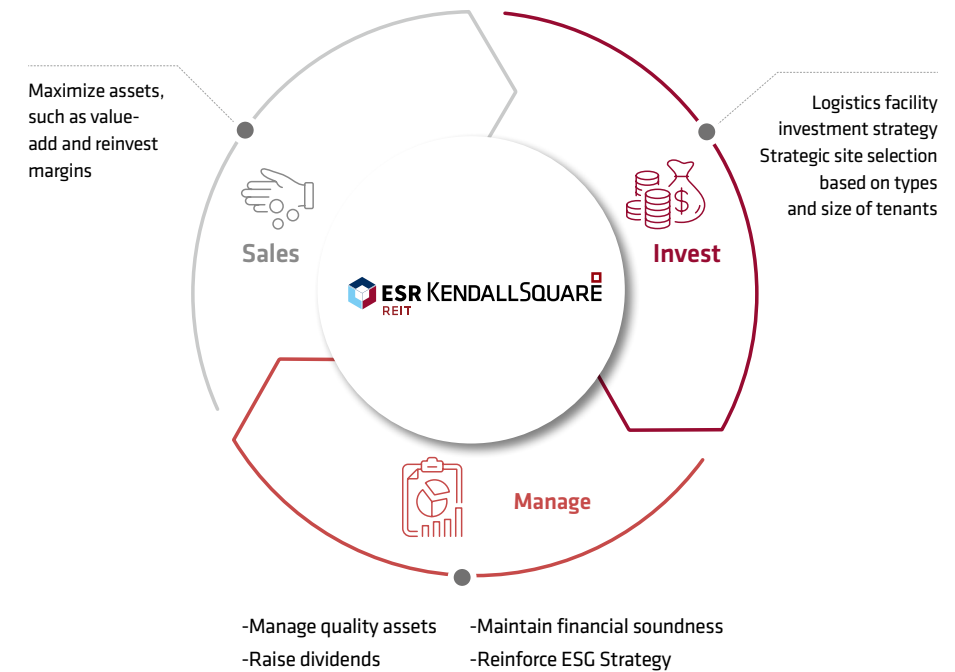 Maximize assets,
such as value-
add and reinvest
margins
Logistics facility
investment strategy
Strategic site selection
based on types
and size of tenants
$
Sales
Invest
ESR KENDALLSQUARE
REIT
Manage
-Manage quality assets
-Raise dividends
-Maintain financial soundness
-Reinforce ESG Strategy